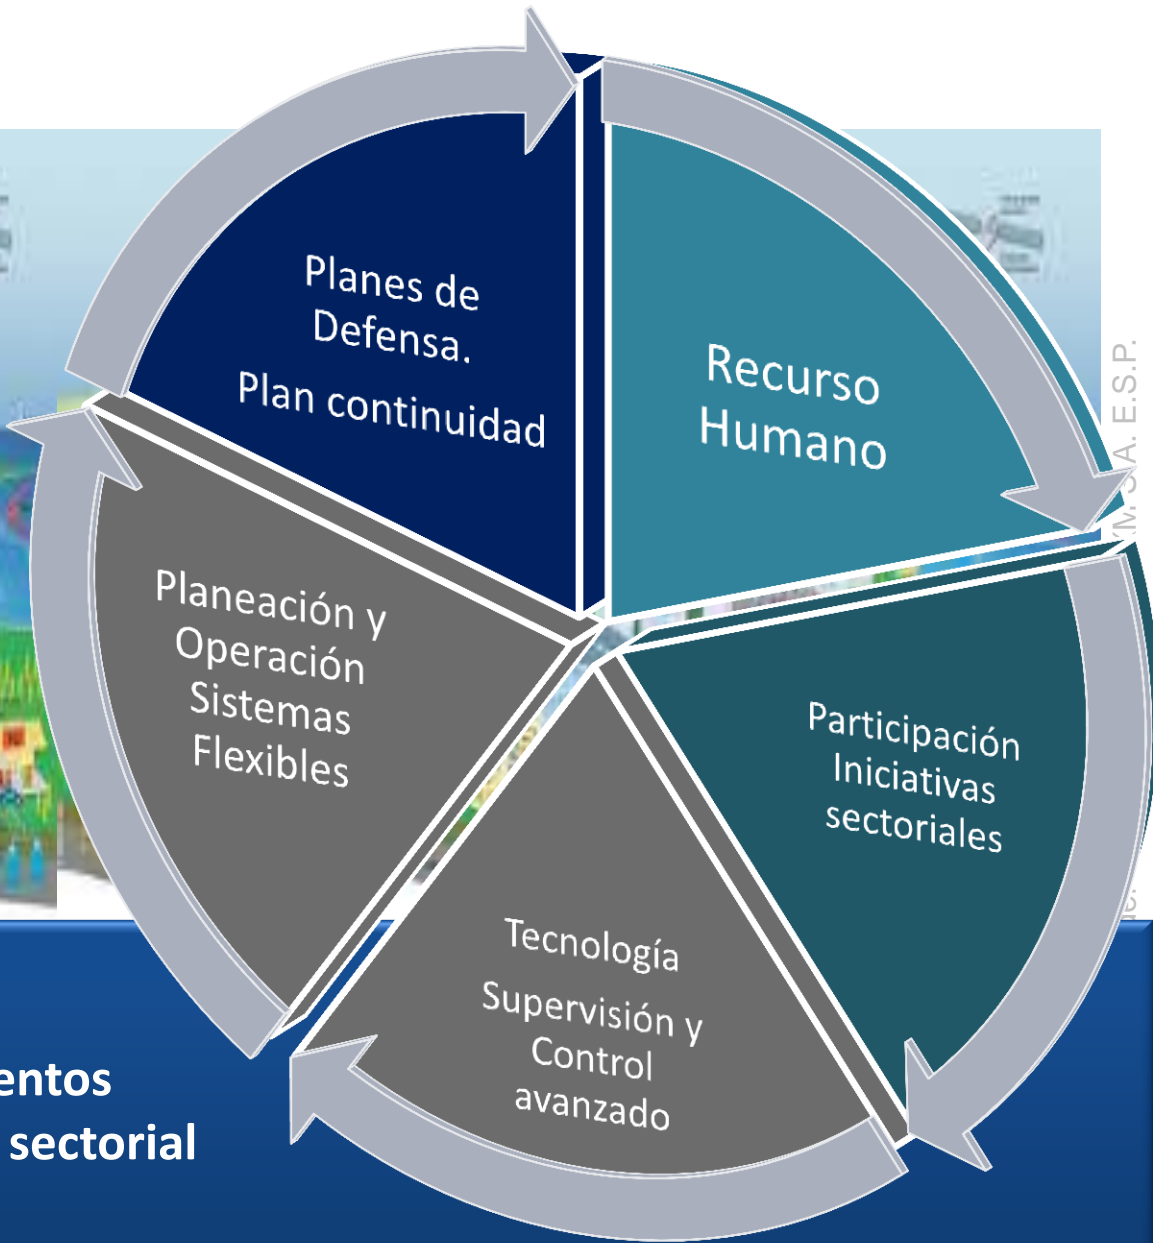 Planes de
Defensa.
Plan continuidad
Recurso
Humano
Participación
Iniciativas
sectoriales
Tecnología
Supervisión y
Control
avanzado
Planeación y
Operación
Sistemas
Flexibles
entos
sectorial
S.A. E.S.P.